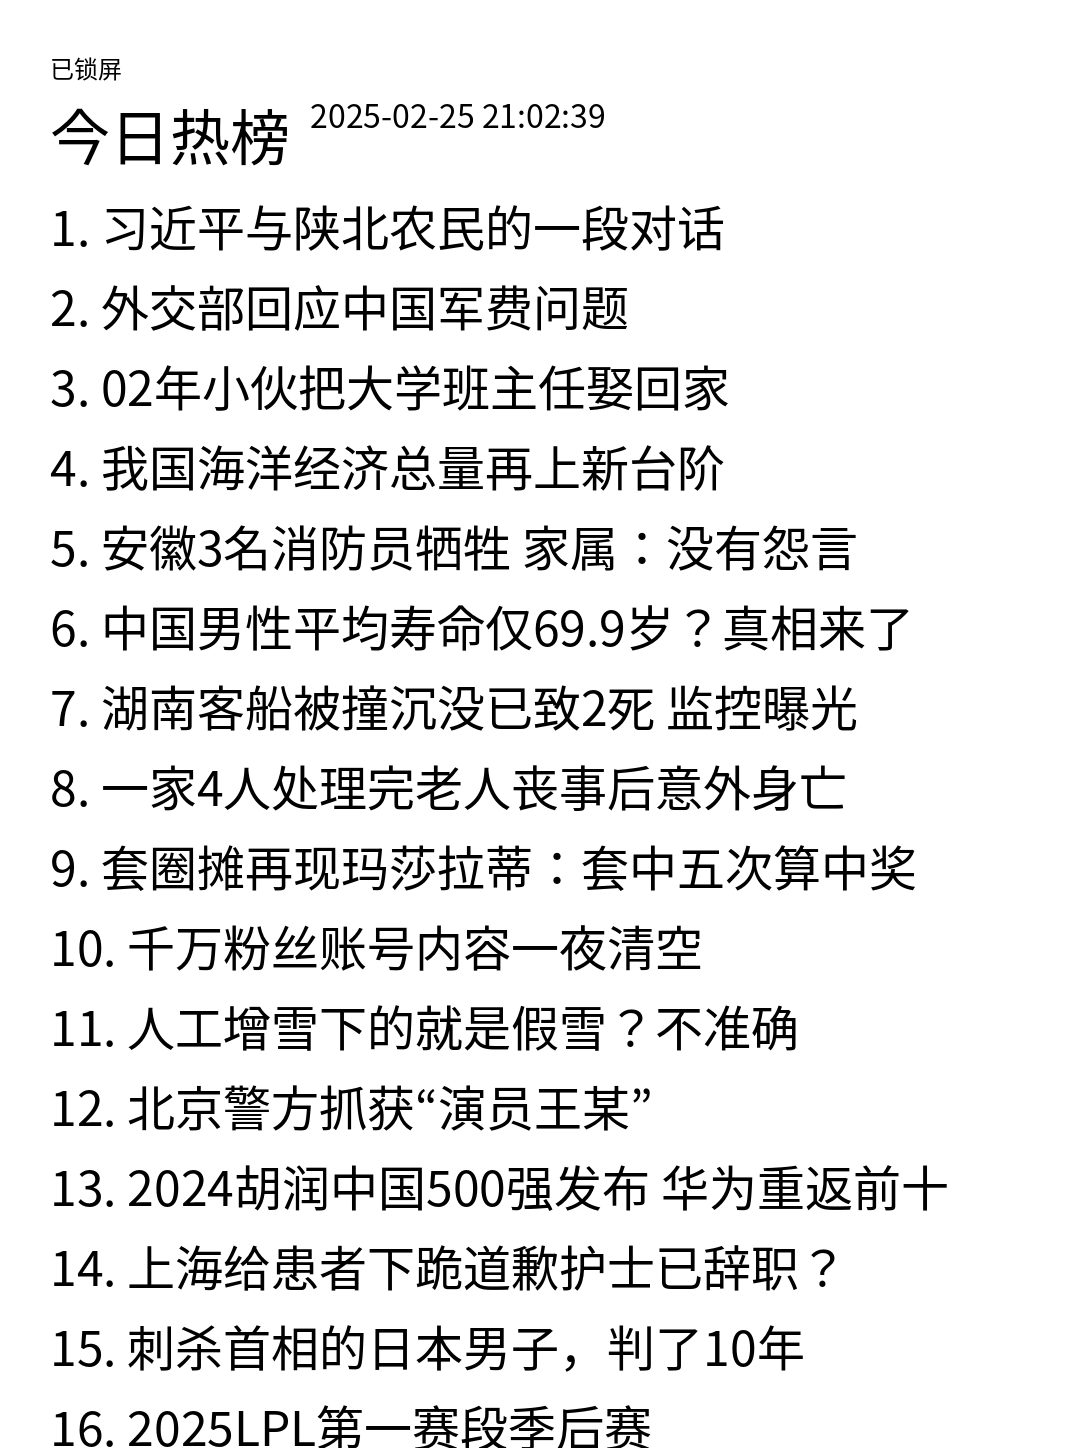 已锁屏
今日热榜 2025-02-25 21:02:39
1. 习近平与陕北农民的一段对话
2. 外交部回应中国军费问题
3. 02年小伙把大学班主任娶回家
4. 我国海洋经济总量再上新台阶
5. 安徽3名消防员牺牲 家属：没有怨言
6. 中国男性平均寿命仅69.9岁？真相来了
7. 湖南客船被撞沉没已致2死 监控曝光
8. 一家4人处理完老人丧事后意外身亡
9. 套圈摊再现玛莎拉蒂：套中五次算中奖
10. 千万粉丝账号内容一夜清空
11. 人工增雪下的就是假雪？不准确
12. 北京警方抓获“演员王某”
13. 2024胡润中国500强发布 华为重返前十
14. 上海给患者下跪道歉护士已辞职？
15. 刺杀首相的日本男子，判了10年
16. 2025LPL第一赛段季后赛